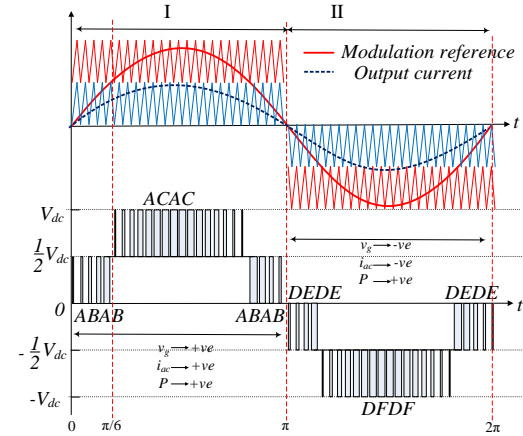 I II
Modulation reference
Output current
t
V_dc
ACAC
1/2 V_dc
v_g → -ve
i_ac → -ve
P → +ve
DEDE DEDE
0
t
ABAB ABAB
- 1/2 V_dc
v_g → +ve
i_ac → +ve
P → +ve
-V_dc
DFDF
0 π/6 π 2π